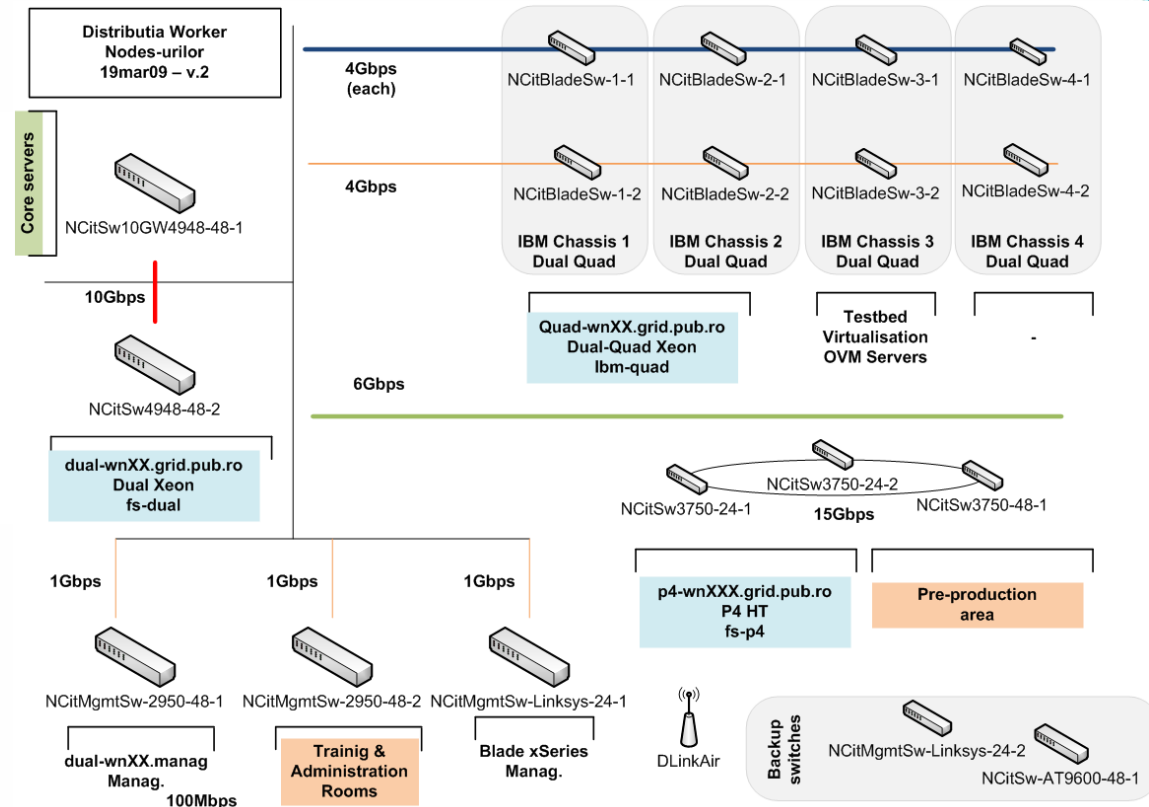 Distributia Worker
Nodes-urilor
19mar09 – v.2
Core servers
NCitSw10GW4948-48-1
10Gbps
NCitSw4948-48-2
dual-wnXX.grid.pub.ro
Dual Xeon
fs-dual
4Gbps
(each)
NCitBladeSw-1-1
NCitBladeSw-2-1
NCitBladeSw-3-1
NCitBladeSw-4-1
4Gbps
NCitBladeSw-1-2
NCitBladeSw-2-2
NCitBladeSw-3-2
NCitBladeSw-4-2
IBM Chassis 1
Dual Quad
IBM Chassis 2
Dual Quad
IBM Chassis 3
Dual Quad
IBM Chassis 4
Dual Quad
Quad-wnXX.grid.pub.ro
Dual-Quad Xeon
Ibm-quad
Testbed
Virtualisation
OVM Servers
-
6Gbps
NCitSw3750-24-1
NCitSw3750-24-2
NCitSw3750-48-1
15Gbps
p4-wnXXX.grid.pub.ro
P4 HT
fs-p4
Pre-production
area
1Gbps
1Gbps
1Gbps
NCitMgmtSw-2950-48-1
NCitMgmtSw-2950-48-2
NCitMgmtSw-Linksys-24-1
dual-wnXX.manag
Manag.
100Mbps
Trainig &
Administration
Rooms
Blade xSeries
Manag.
DLinkAir
Backup
switches
NCitMgmtSw-Linksys-24-2
NCitSw-AT9600-48-1